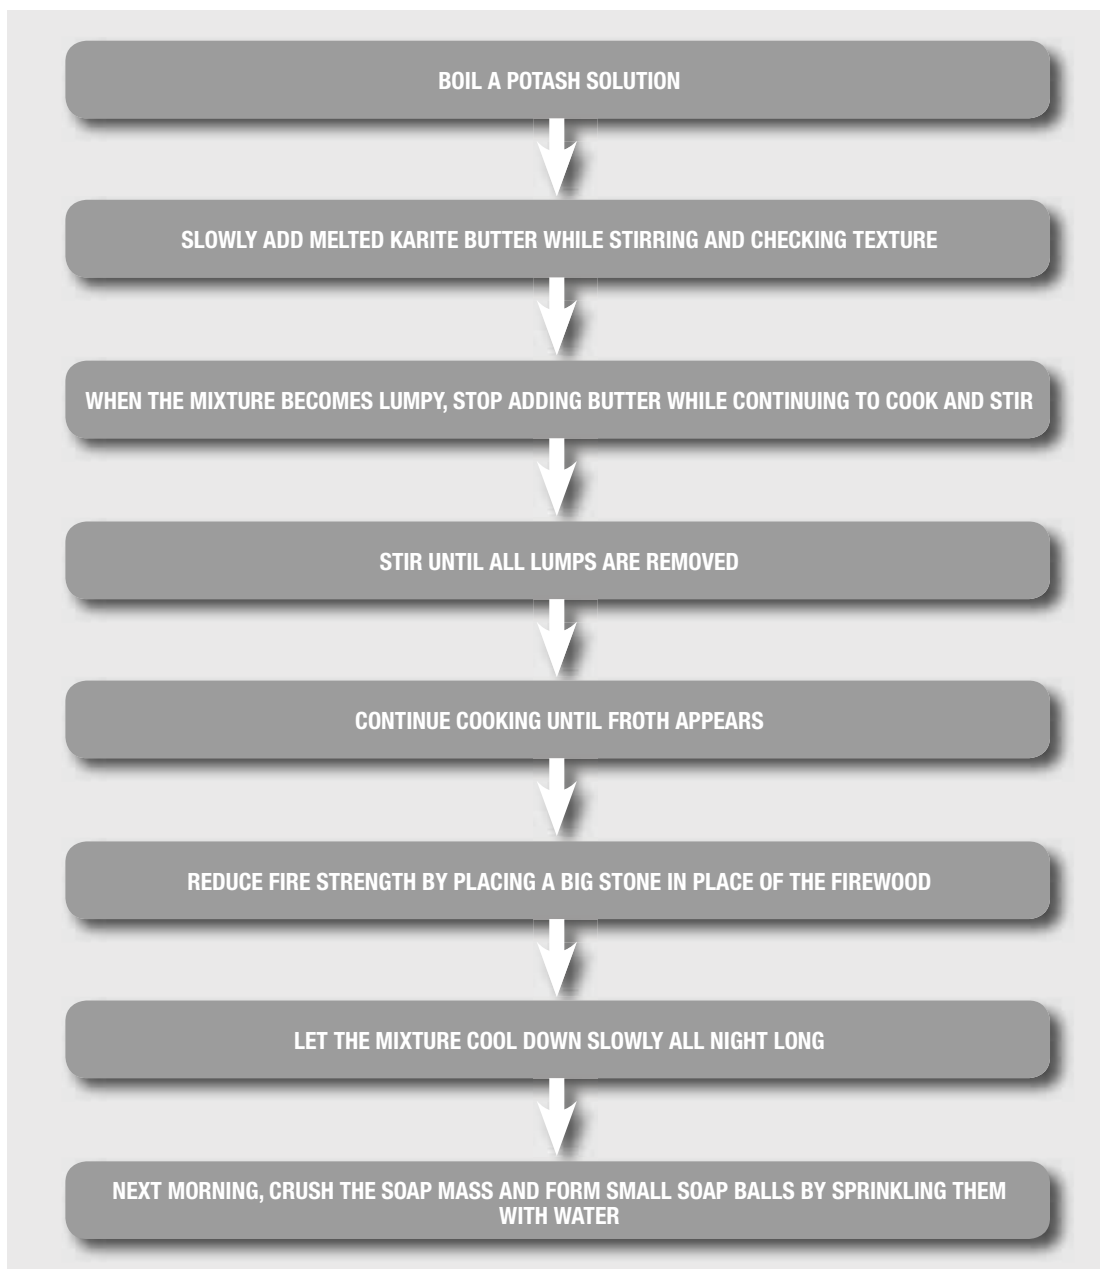 BOIL A POTASH SOLUTION
SLOWLY ADD MELTED KARITE BUTTER WHILE STIRRING AND CHECKING TEXTURE
WHEN THE MIXTURE BECOMES LUMPY, STOP ADDING BUTTER WHILE CONTINUING TO COOK AND STIR
STIR UNTIL ALL LUMPS ARE REMOVED
CONTINUE COOKING UNTIL FROTH APPEARS
REDUCE FIRE STRENGTH BY PLACING A BIG STONE IN PLACE OF THE FIREWOOD
LET THE MIXTURE COOL DOWN SLOWLY ALL NIGHT LONG
NEXT MORNING, CRUSH THE SOAP MASS AND FORM SMALL SOAP BALLS BY SPRINKLING THEM
WITH WATER